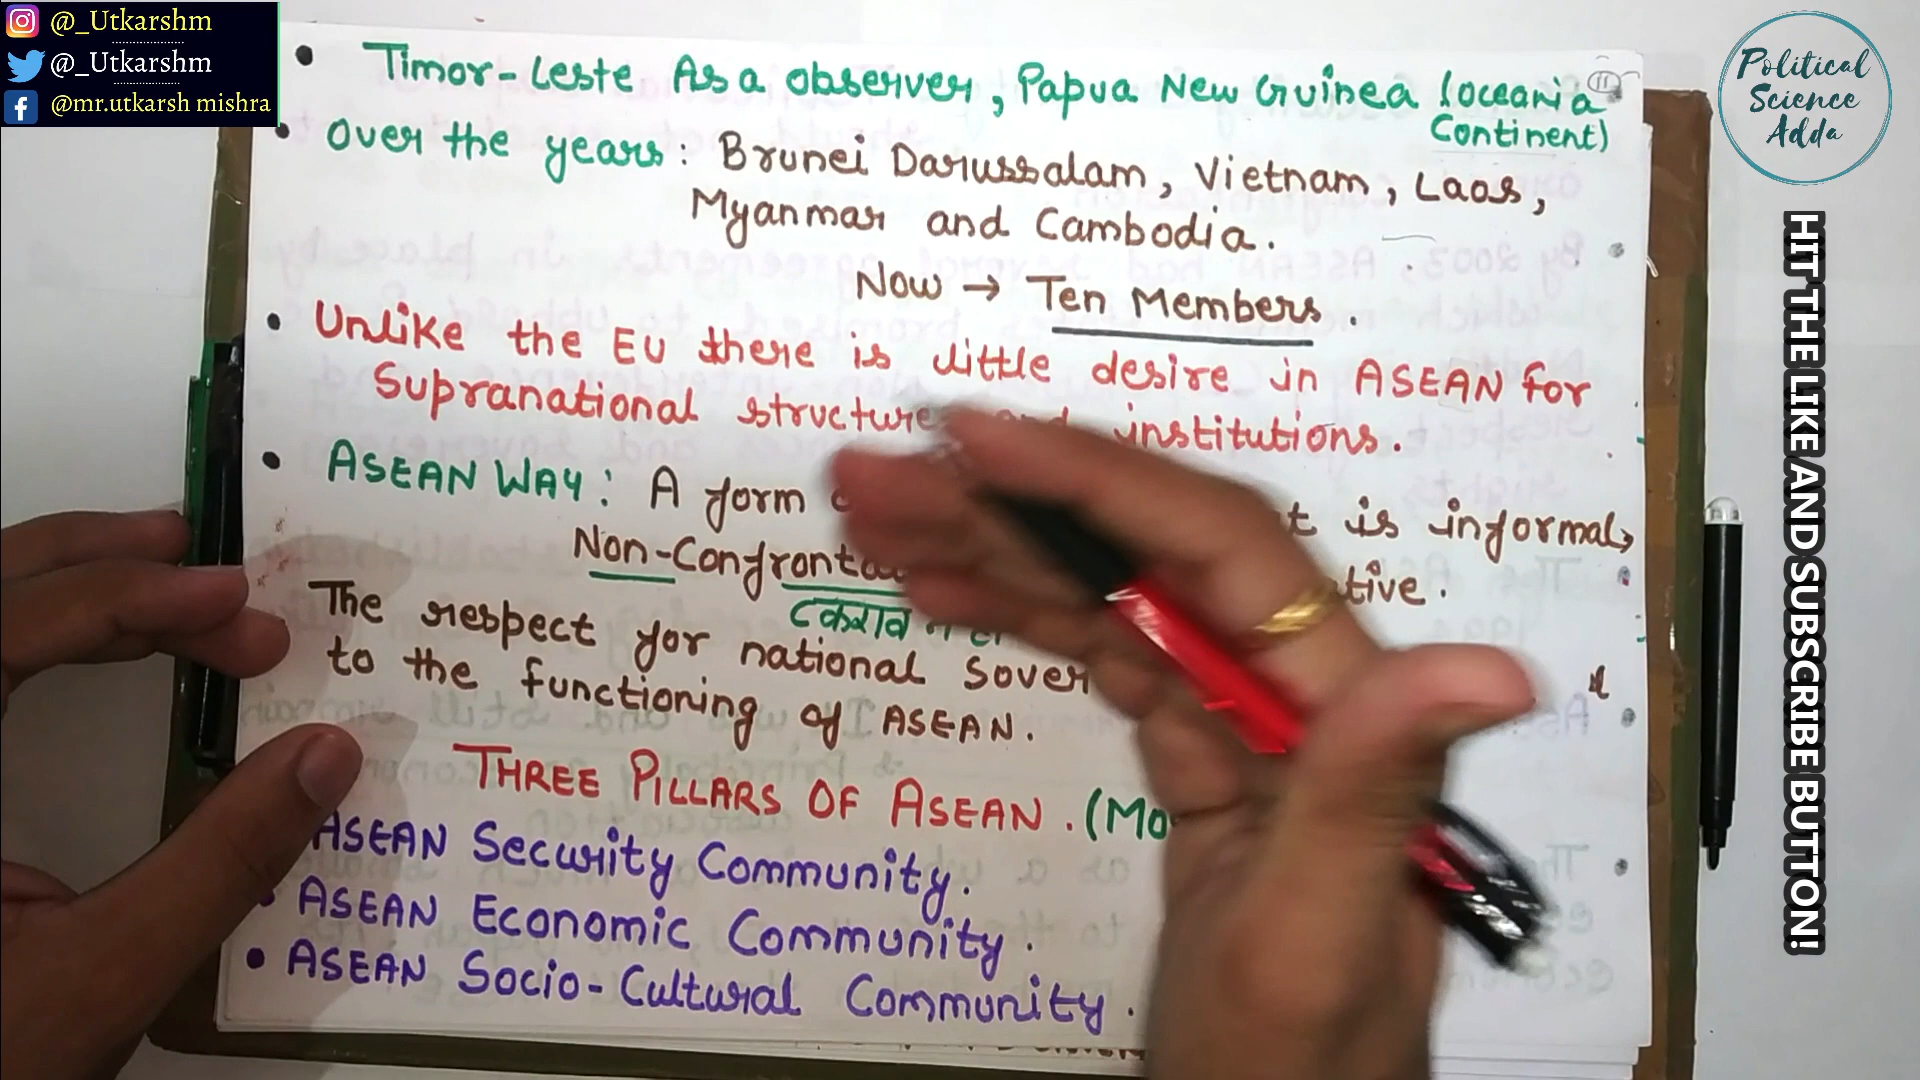 @_Utkarshm
@_Utkarshm
@mr.utkarsh mishra
Political
Science
Adda
HIT THE LIKE AND SUBSCRIBE BUTTON!
11
• Timor-Leste As a observer, Papua New Guinea (oceania
Continent)
• Over the years: Brunei Darussalam, Vietnam, Laos,
Myanmar and Cambodia.
Now → Ten Members.
• Unlike the EU there is little desire in ASEAN for
Supranational structure and institutions.
• ASEAN WAY: A form is informal,
Non-
The respect for national
to the functioning of ASEAN.
THREE PILLARS OF ASEAN. (
ASEAN Security Community.
• ASEAN Economic Community.
• ASEAN Socio-Cultural Community.